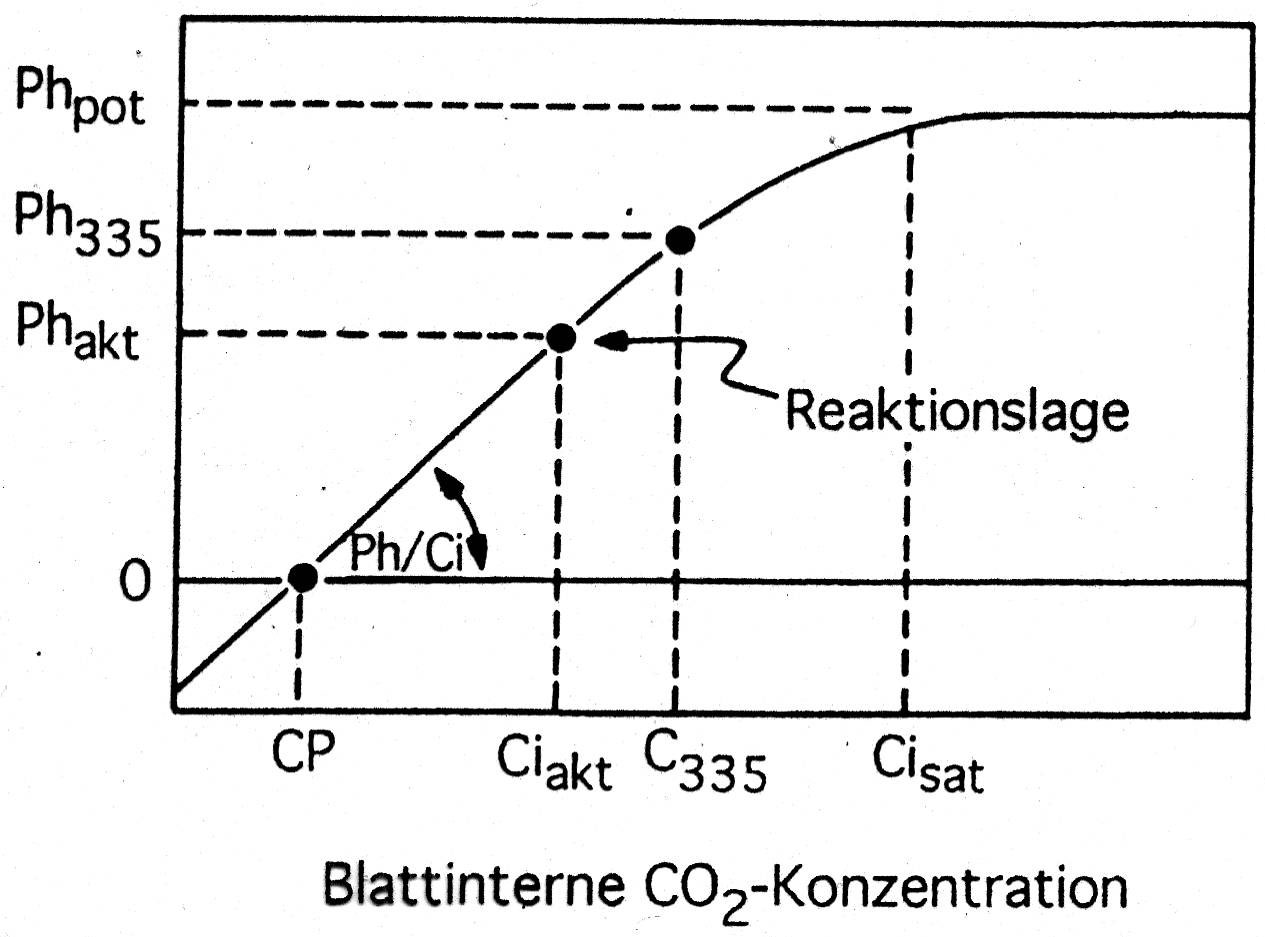 Ph_pot
Ph_335
Ph_akt
Reaktionslage
Ph/Ci
0
CP
Ci_akt
C_335
Ci_sat
Blattinterne CO₂-Konzentration